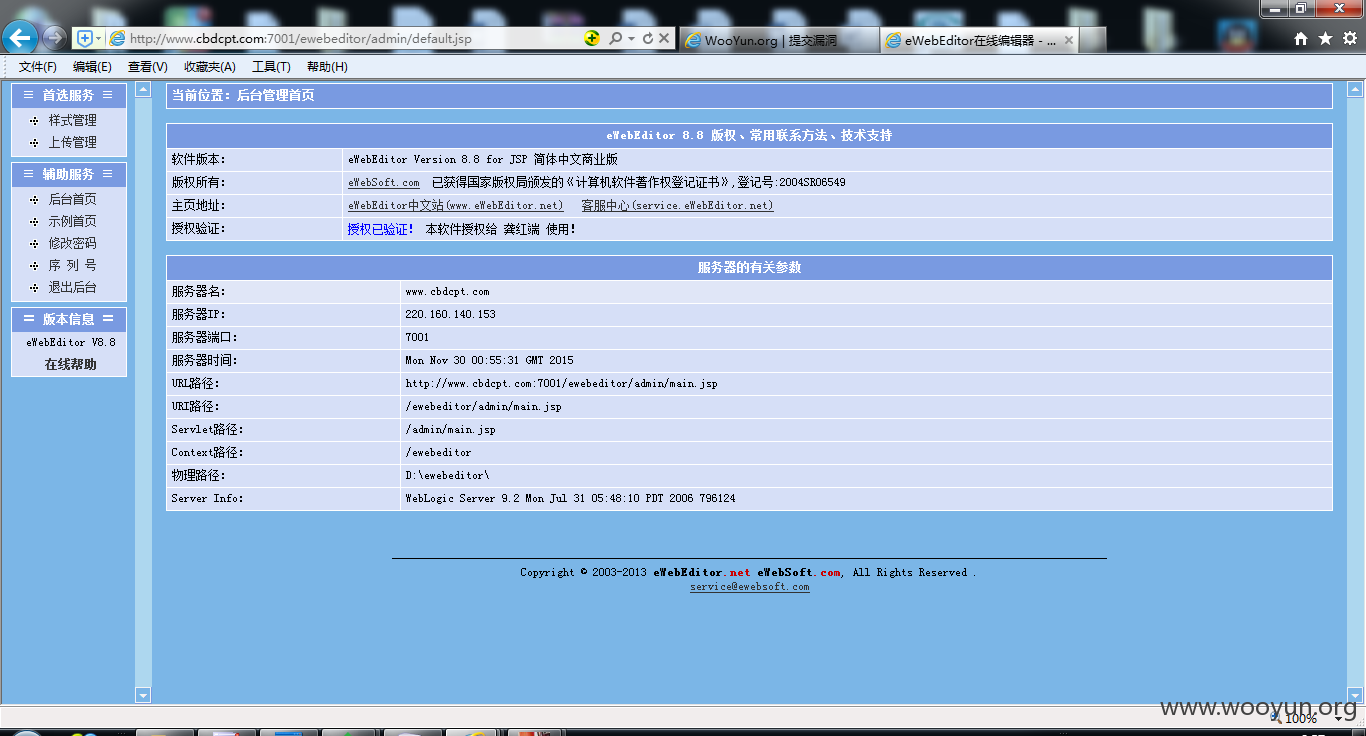 http://www.cbdcpt.com:7001/ewebeditor/admin/default.jsp
WooYun.org | 提交漏洞
eWebEditor在线编辑器 - ...
文件(F) 编辑(E) 查看(V) 收藏夹(A) 工具(T) 帮助(H)
首选服务
样式管理
上传管理
辅助服务
后台首页
示例首页
修改密码
序 列 号
退出后台
版本信息
eWebEditor V8.8
在线帮助
当前位置：后台管理首页
eWebEditor 8.8 版权、常用联系方法、技术支持
软件版本： eWebEditor Version 8.8 for JSP 简体中文商业版
版权所有： eWebSoft.com 已获得国家版权局颁发的《计算机软件著作权登记证书》,登记号:2004SR06549
主页地址： eWebEditor中文站(www.eWebEditor.net) 客服中心(service.eWebEditor.net)
授权验证： 授权已验证! 本软件授权给 龚红端 使用!
服务器的有关参数
服务器名： www.cbdcpt.com
服务器IP： 220.160.140.153
服务器端口： 7001
服务器时间： Mon Nov 30 00:55:31 GMT 2015
URL路径： http://www.cbdcpt.com:7001/ewebeditor/admin/main.jsp
URI路径： /ewebeditor/admin/main.jsp
Servlet路径： /admin/main.jsp
Context路径： /ewebeditor
物理路径： D:\ewebeditor\
Server Info： WebLogic Server 9.2 Mon Jul 31 05:48:10 PDT 2006 796124
Copyright © 2003-2013 eWebEditor.net eWebSoft.com, All Rights Reserved .
service@ewebsoft.com
www.wooyun.org
100%